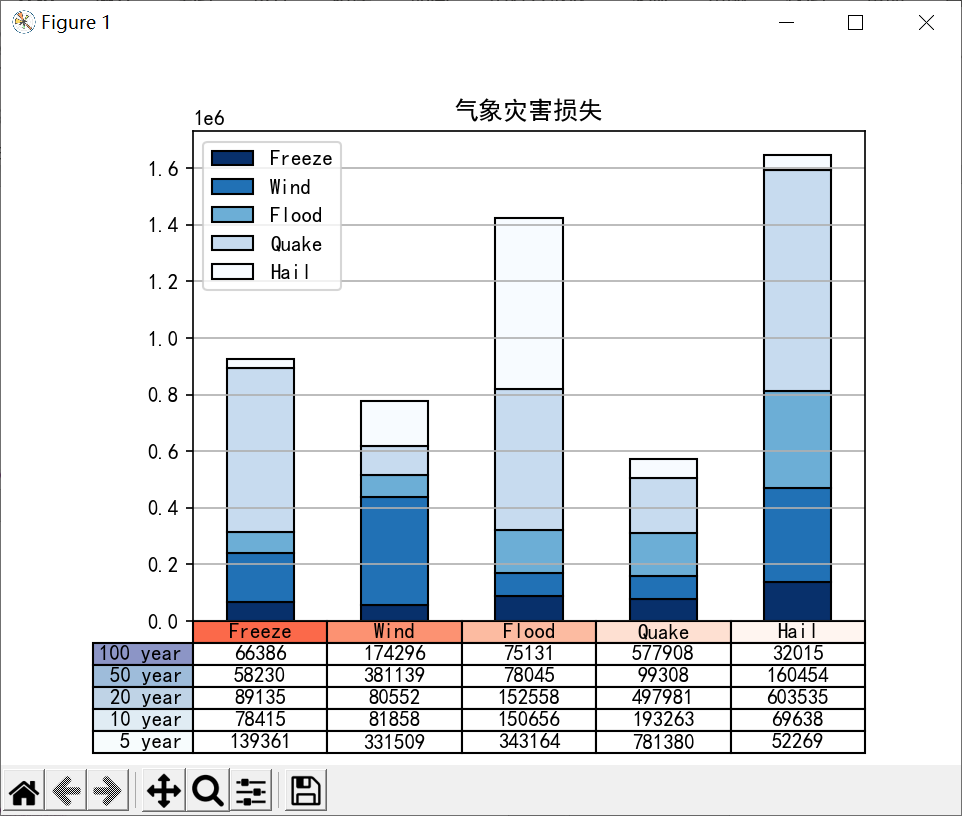 Figure 1
气象灾害损失
1e6
1.6
1.4
1.2
1.0
0.8
0.6
0.4
0.2
0.0
Freeze
Wind
Flood
Quake
Hail
Freeze Wind Flood Quake Hail
100 year 66386 174296 75131 577908 32015
50 year 58230 381139 78045 99308 160454
20 year 89135 80552 152558 497981 603535
10 year 78415 81858 150656 193263 69638
5 year 139361 331509 343164 781380 52269